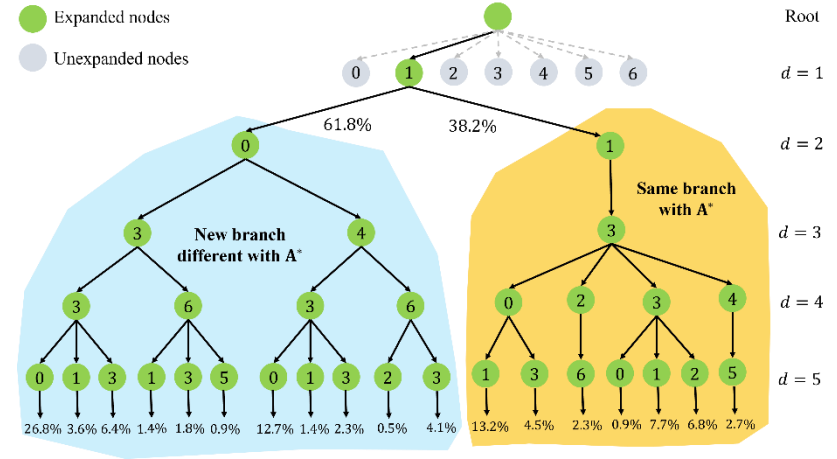 Expanded nodes
Unexpanded nodes
Root
0 1 2 3 4 5 6
d = 1
61.8% 38.2%
0 1
d = 2
Same branch
with A*
New branch
different with A*
3 4 3
d = 3
3 6 3 6 0 2 3 4
d = 4
0 1 3 1 3 5 0 1 3 2 3 1 3 6 0 1 2 5
d = 5
26.8% 3.6% 6.4% 1.4% 1.8% 0.9% 12.7% 1.4% 2.3% 0.5% 4.1% 13.2% 4.5% 2.3% 0.9% 7.7% 6.8% 2.7%